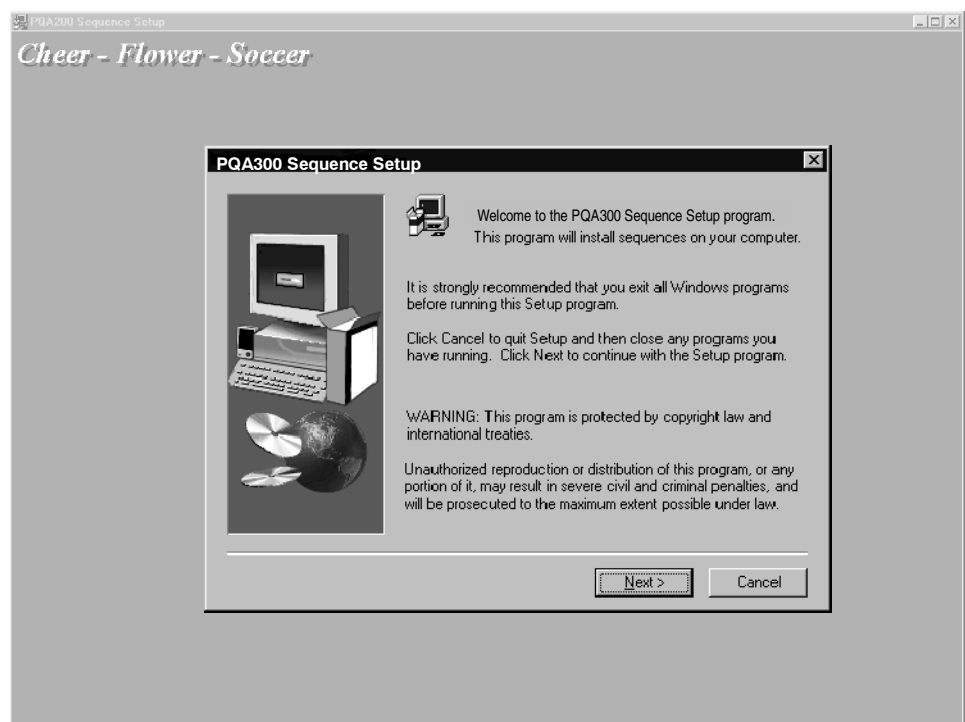 PQA200 Sequence Setup
Cheer - Flower - Soccer
PQA300 Sequence Setup
Welcome to the PQA300 Sequence Setup program.
This program will install sequences on your computer.
It is strongly recommended that you exit all Windows programs
before running this Setup program.
Click Cancel to quit Setup and then close any programs you
have running. Click Next to continue with the Setup program.
WARNING: This program is protected by copyright law and
international treaties.
Unauthorized reproduction or distribution of this program, or any
portion of it, may result in severe civil and criminal penalties, and
will be prosecuted to the maximum extent possible under law.
Next >
Cancel